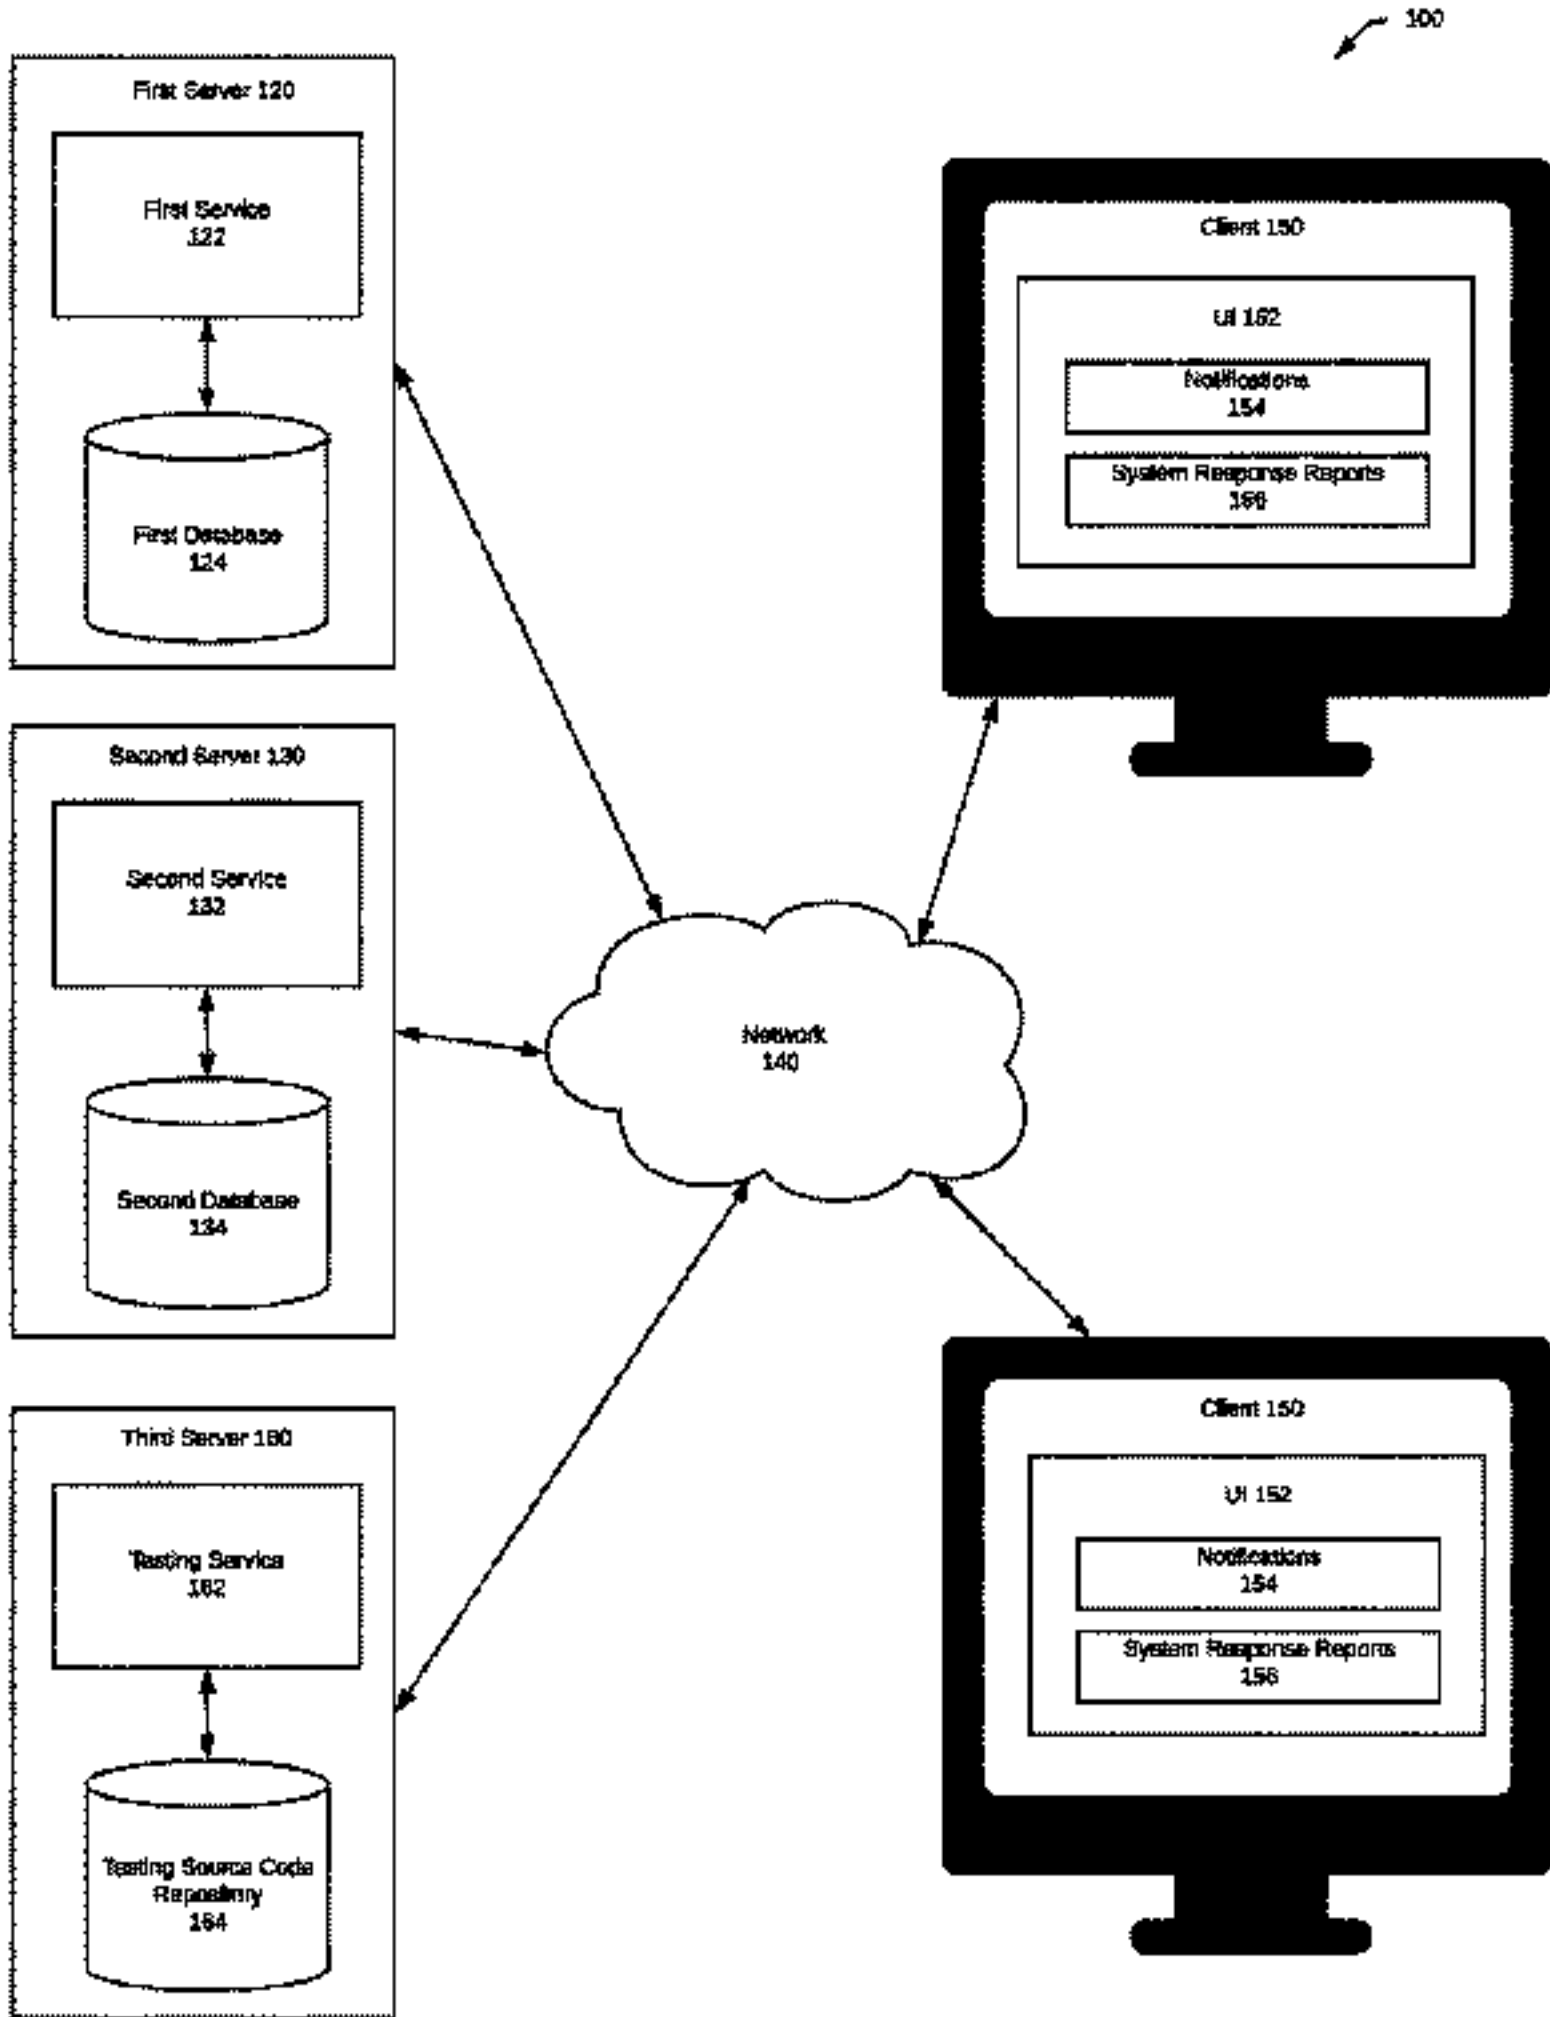 100
First Server 120
First Service
122
First Database
124
Second Server 130
Second Service
132
Second Database
134
Third Server 160
Testing Service
162
Testing Source Code
Repository
164
Network
140
Client 150
UI 152
Notifications
154
System Response Reports
156
Client 150
UI 152
Notifications
154
System Response Reports
156